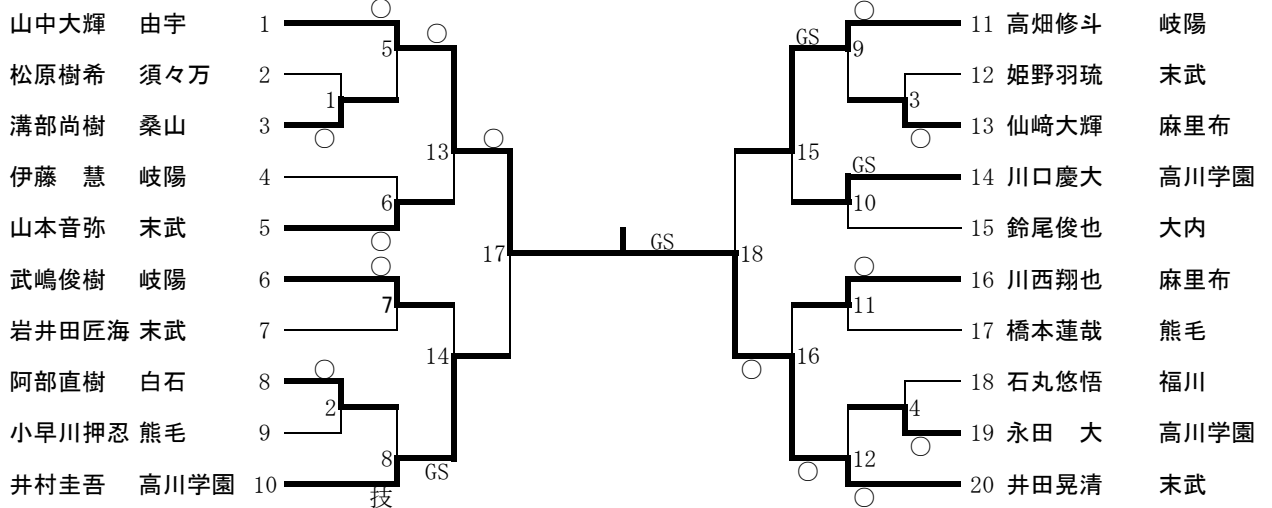 ○ ○
山中大輝 由宇 1 ○ GS 11 高畑修斗 岐陽
5 9
松原樹希 須々万 2 12 姫野羽琉 末武
1 3
溝部尚樹 桑山 3 ○ ○ 13 仙﨑大輝 麻里布
13 ○ 15
伊藤 慧 岐陽 4 GS 14 川口慶大 高川学園
6 10
山本音弥 末武 5 ○ 15 鈴尾俊也 大内
17 GS 18
武嶋俊樹 岐陽 6 ○ ○ 16 川西翔也 麻里布
7 11
岩井田匠海 末武 7 17 橋本蓮哉 熊毛
14 ○ 16
阿部直樹 白石 8 ○ 18 石丸悠悟 福川
2 4
小早川押忍 熊毛 9 ○ 19 永田 大 高川学園
8 GS ○ 12
井村圭吾 高川学園 10 技 ○ 20 井田晃清 末武